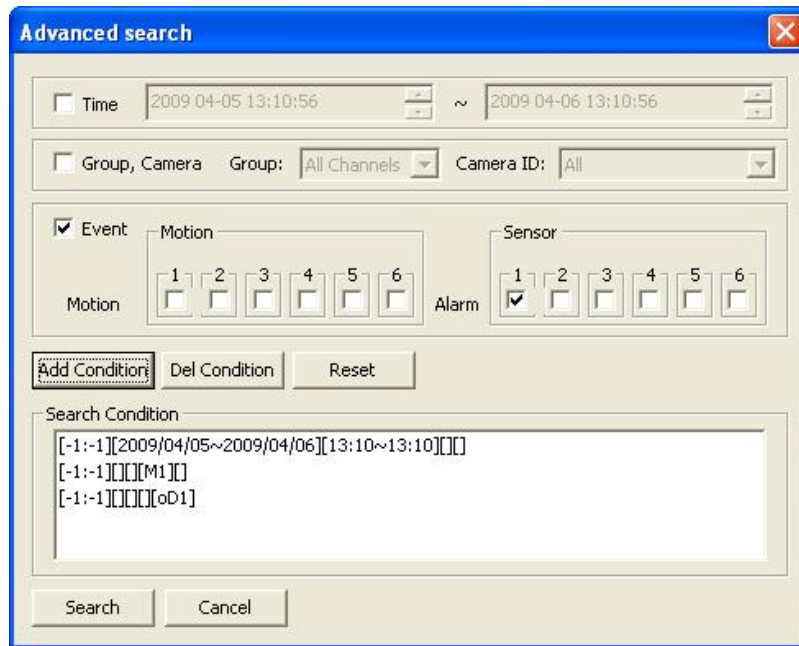 Advanced search
Time 2009 04-05 13:10:56 ~ 2009 04-06 13:10:56
Group, Camera Group: All Channels Camera ID: All
Event Motion Sensor
1 2 3 4 5 6 1 2 3 4 5 6
Motion Alarm
Add Condition Del Condition Reset
Search Condition
[-1:-1][2009/04/05~2009/04/06][13:10~13:10][][]
[-1:-1][][][M1][]
[-1:-1][][][][oD1]
Search Cancel